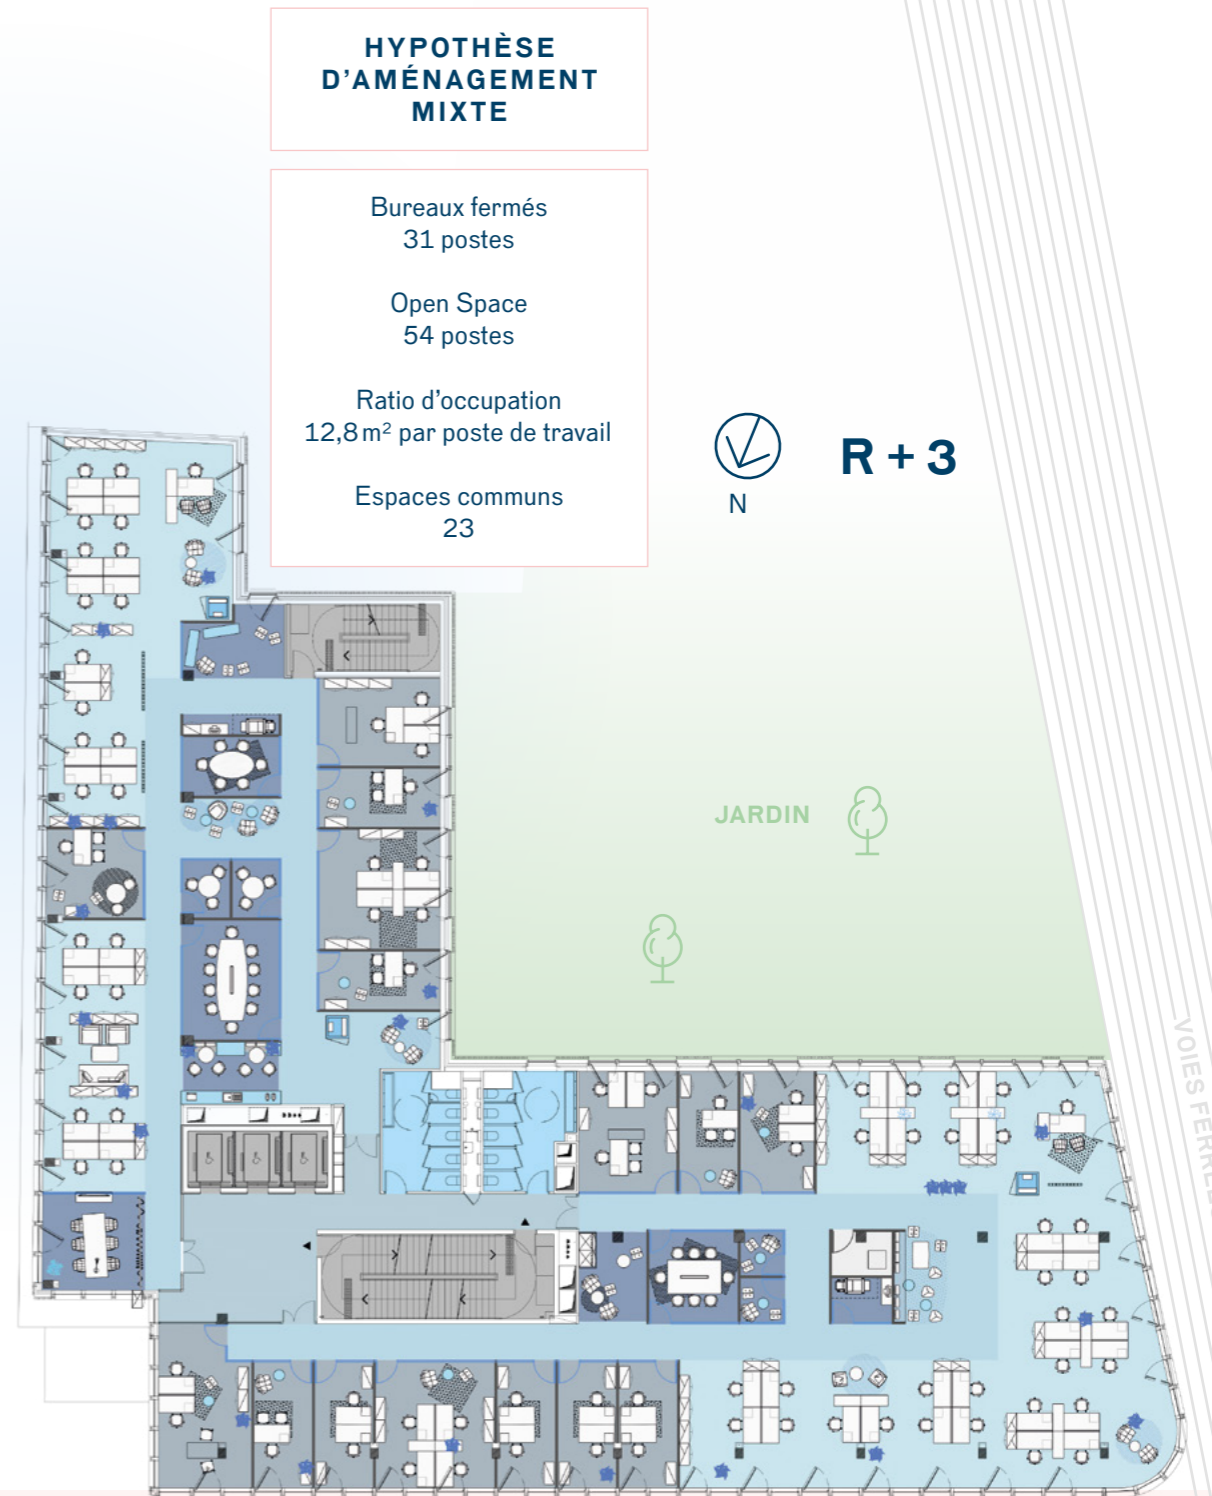 HYPOTHÈSE
D’AMÉNAGEMENT
MIXTE
Bureaux fermés
31 postes
Open Space
54 postes
Ratio d’occupation
12,8 m² par poste de travail
Espaces communs
23
N
R + 3
JARDIN
VOIES